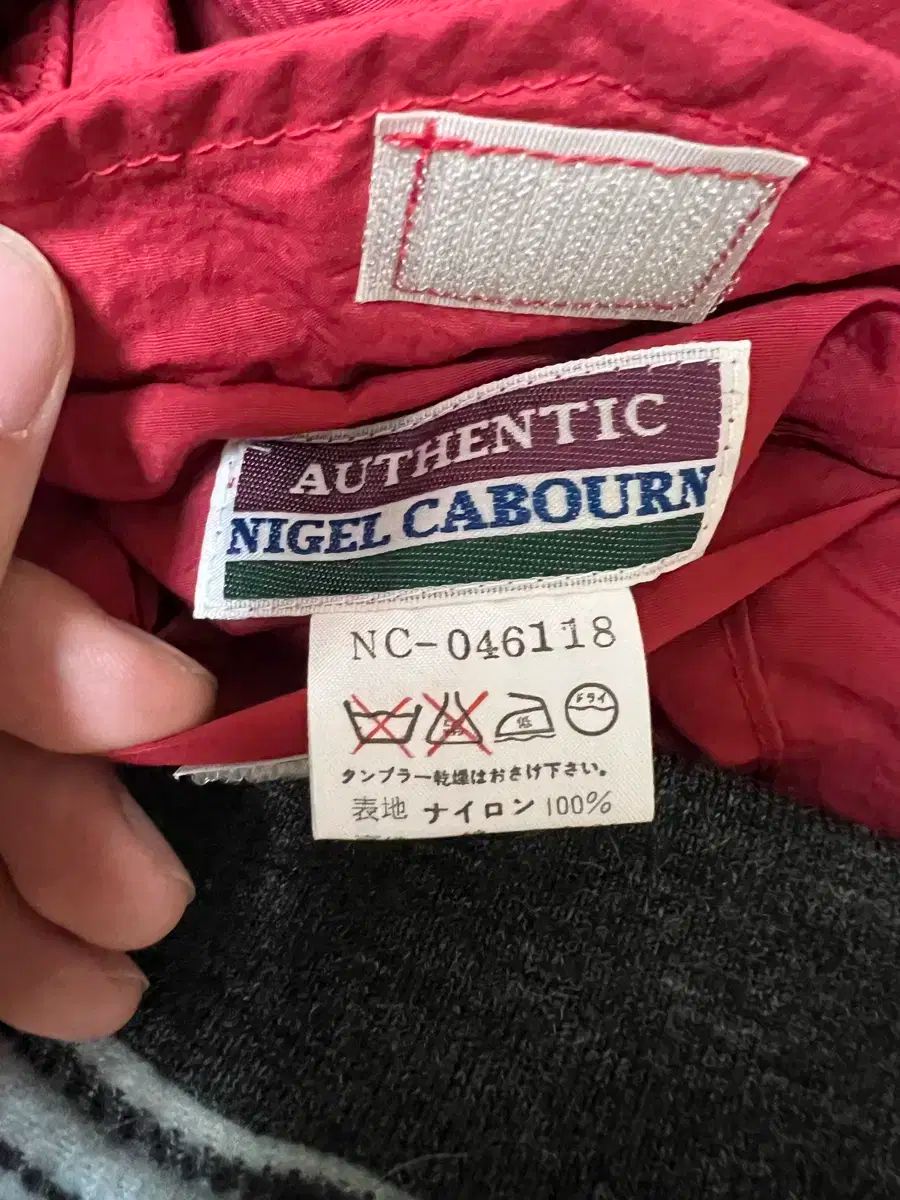 AUTHENTIC
NIGEL CABOURN
NC-046118
ドライ
低
タンブラー乾燥はおさけ下さい。
表地 ナイロン 100%